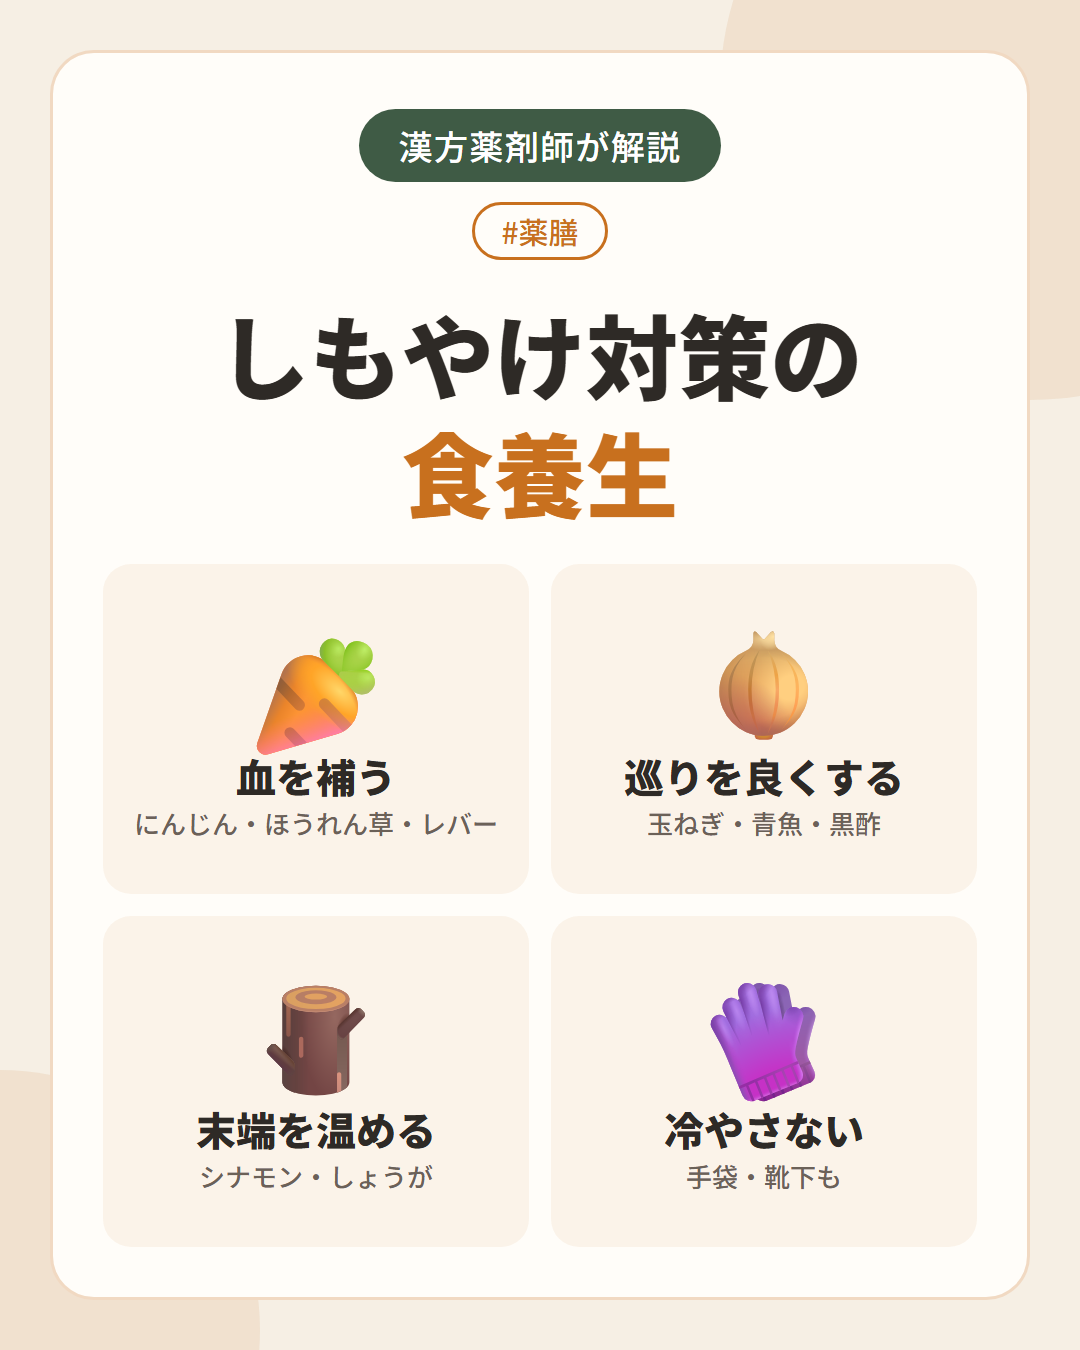 漢方薬剤師が解説
#薬膳
しもやけ対策の
食養生
血を補う
にんじん・ほうれん草・レバー
巡りを良くする
玉ねぎ・青魚・黒酢
末端を温める
シナモン・しょうが
冷やさない
手袋・靴下も